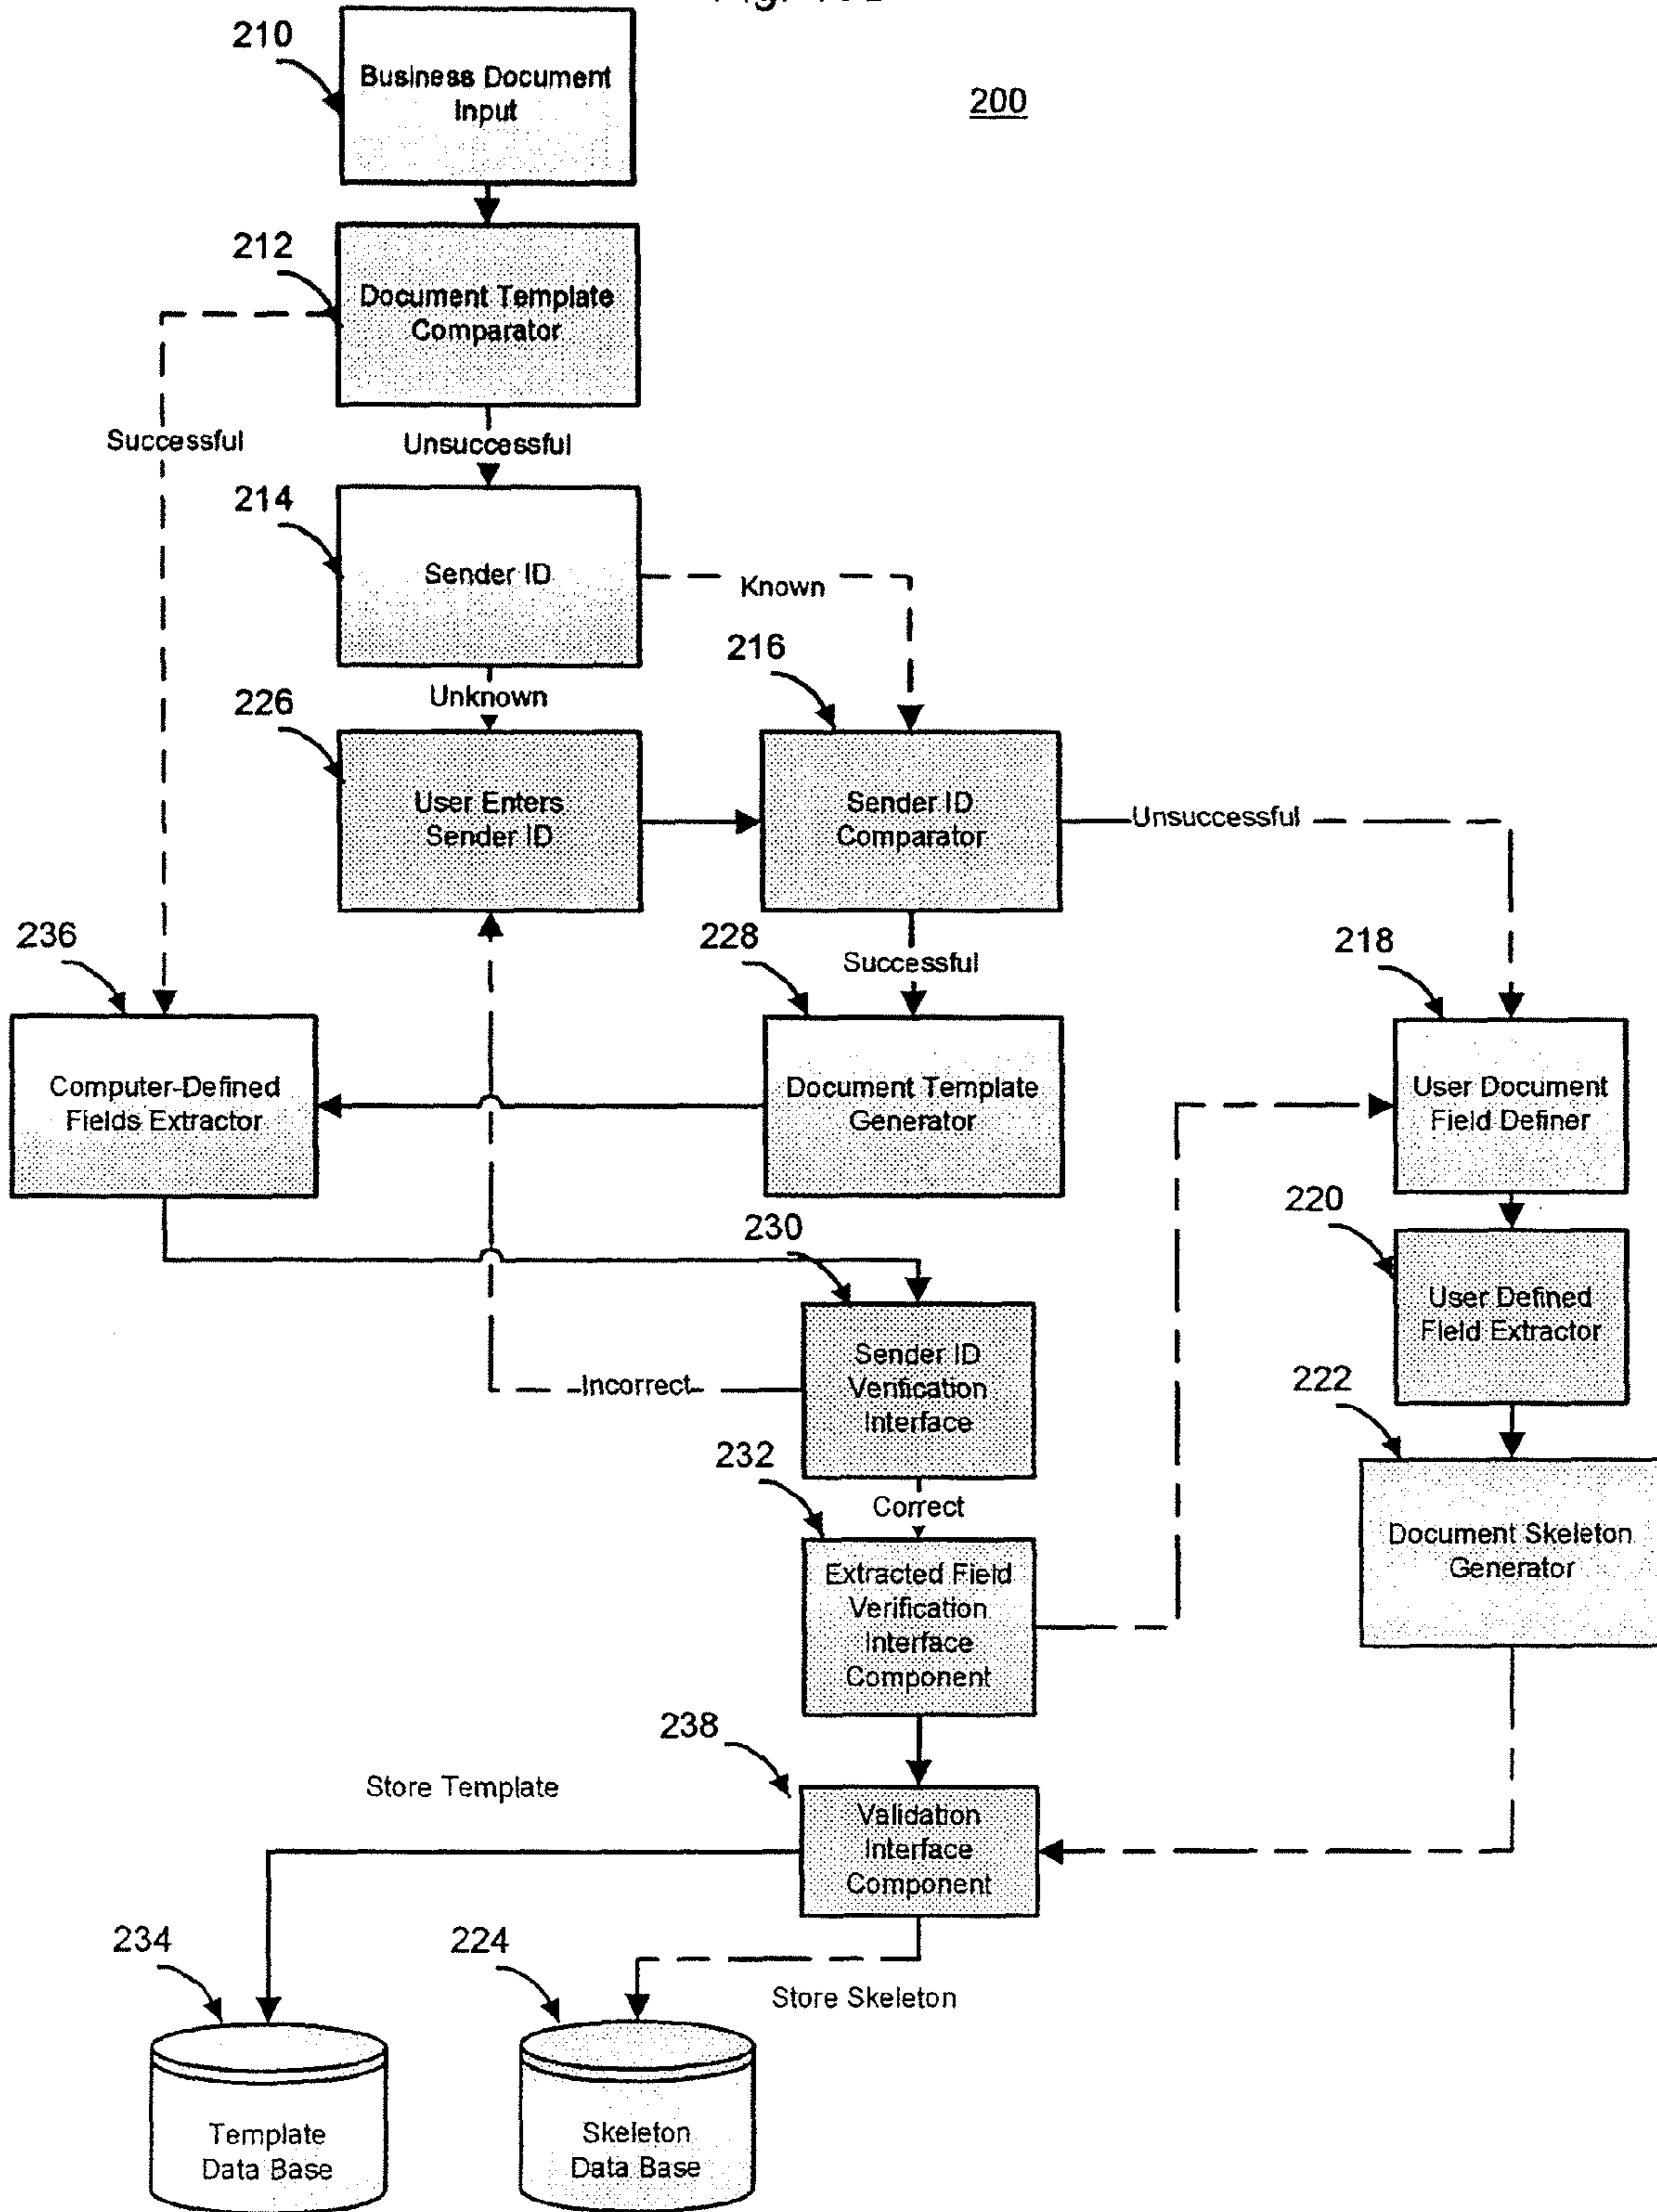 210
Business Document
Input
200
212
Document Template
Comparator
Successful
Unsuccessful
214
Sender ID
Known
216
Unknown
226
User Enters
Sender ID
Sender ID
Comparator
Unsuccessful
236
228
Successful
218
Computer-Defined
Fields Extractor
Document Template
Generator
User Document
Field Definer
230
220
User Defined
Field Extractor
Sender ID
Verification
Interface
Incorrect
222
232
Correct
Document Skeleton
Generator
Extracted Field
Verification
Interface
Component
238
Store Template
Validation
Interface
Component
234
224
Store Skeleton
Template
Data Base
Skeleton
Data Base